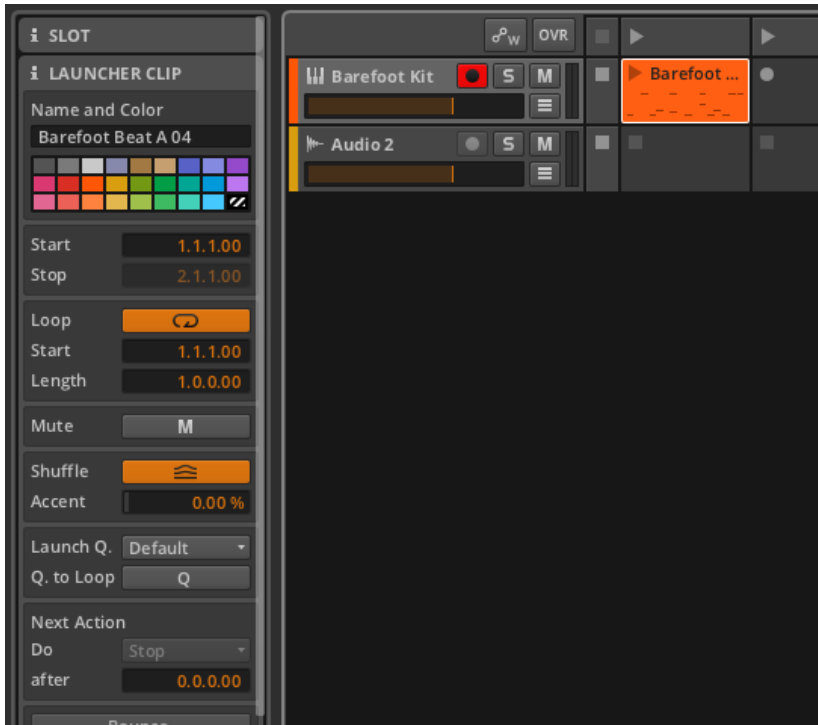 i SLOT
i LAUNCHER CLIP
Name and Color
Barefoot Beat A 04
Start 1.1.1.00
Stop 2.1.1.00
Loop
Start 1.1.1.00
Length 1.0.0.00
Mute M
Shuffle
Accent 0.00 %
Launch Q. Default
Q. to Loop Q
Next Action
Do Stop
after 0.0.0.00
Bounce
W OVR
Barefoot Kit S M Barefoot ...
Audio 2 S M